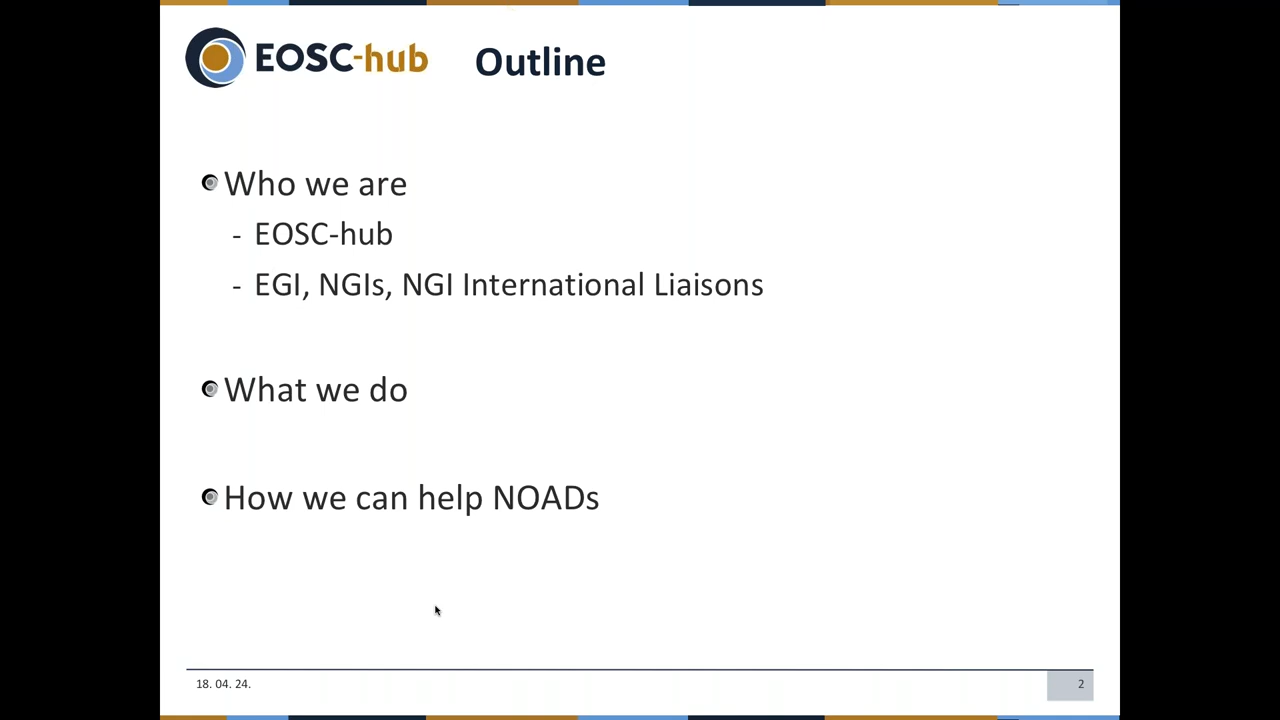 EOSC-hub
Outline
Who we are
- EOSC-hub
- EGI, NGIs, NGI International Liaisons
What we do
How we can help NOADs
18. 04. 24.
2